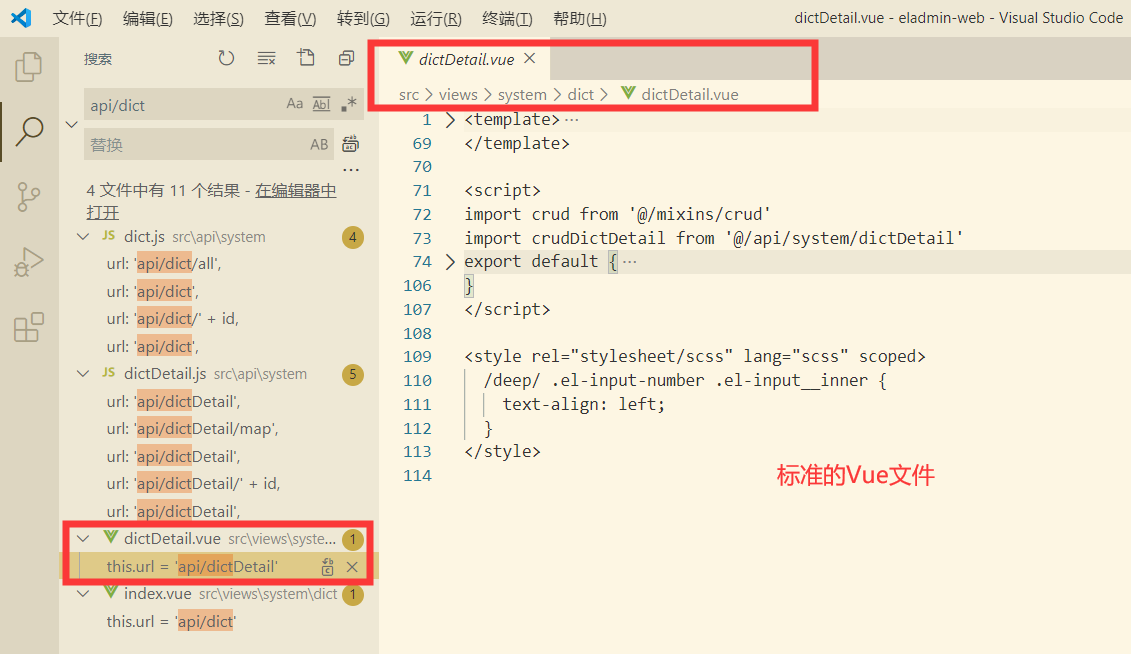 文件(F) 编辑(E) 选择(S) 查看(V) 转到(G) 运行(R) 终端(T) 帮助(H) dictDetail.vue - eladmin-web - Visual Studio Code
搜索
api/dict Aa Abl .*
替换 AB
4 文件中有 11 个结果 - 在编辑器中
打开
JS dict.js src\api\system 4
url: 'api/dict/all',
url: 'api/dict',
url: 'api/dict/' + id,
url: 'api/dict',
JS dictDetail.js src\api\system 5
url: 'api/dictDetail',
url: 'api/dictDetail/map',
url: 'api/dictDetail',
url: 'api/dictDetail/' + id,
url: 'api/dictDetail',
dictDetail.vue src\views\syste... 1
this.url = 'api/dictDetail'
index.vue src\views\system\dict 1
this.url = 'api/dict'
dictDetail.vue
src > views > system > dict > dictDetail.vue
1 <template> ...
69 </template>
70
71 <script>
72 import crud from '@/mixins/crud'
73 import crudDictDetail from '@/api/system/dictDetail'
74 export default { ...
106 }
107 </script>
108
109 <style rel="stylesheet/scss" lang="scss" scoped>
110 /deep/ .el-input-number .el-input__inner {
111 text-align: left;
112 }
113 </style>
114
标准的Vue文件